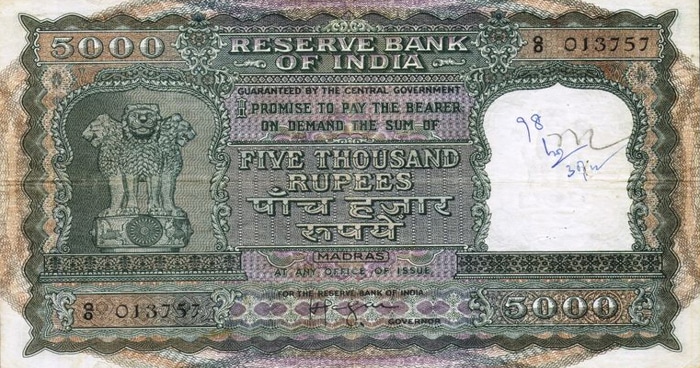 5000
RESERVE BANK
OF INDIA
013757
GUARANTEED BY THE CENTRAL GOVERNMENT
I PROMISE TO PAY THE BEARER
ON DEMAND THE SUM OF
98
FIVE THOUSAND
RUPEES
पाँच हज़ार
रुपये
MADRAS
AT ANY OFFICE OF ISSUE
FOR THE RESERVE BANK OF INDIA
013757
GOVERNOR
5000